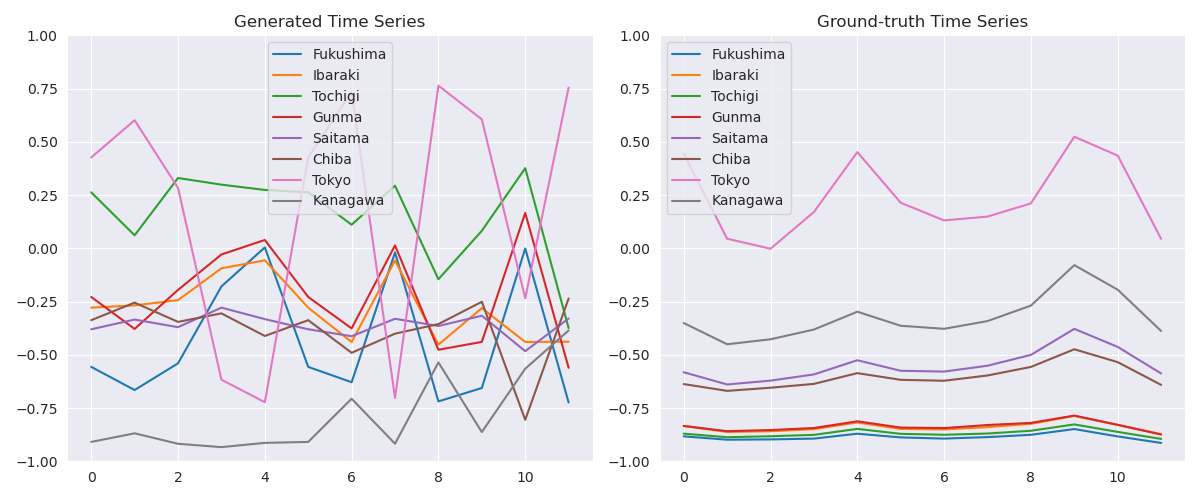 Generated Time Series
1.00
0.75
0.50
0.25
0.00
−0.25
−0.50
−0.75
−1.00
0 2 4 6 8 10
Fukushima
Ibaraki
Tochigi
Gunma
Saitama
Chiba
Tokyo
Kanagawa
Ground-truth Time Series
1.00
0.75
0.50
0.25
0.00
−0.25
−0.50
−0.75
−1.00
0 2 4 6 8 10
Fukushima
Ibaraki
Tochigi
Gunma
Saitama
Chiba
Tokyo
Kanagawa